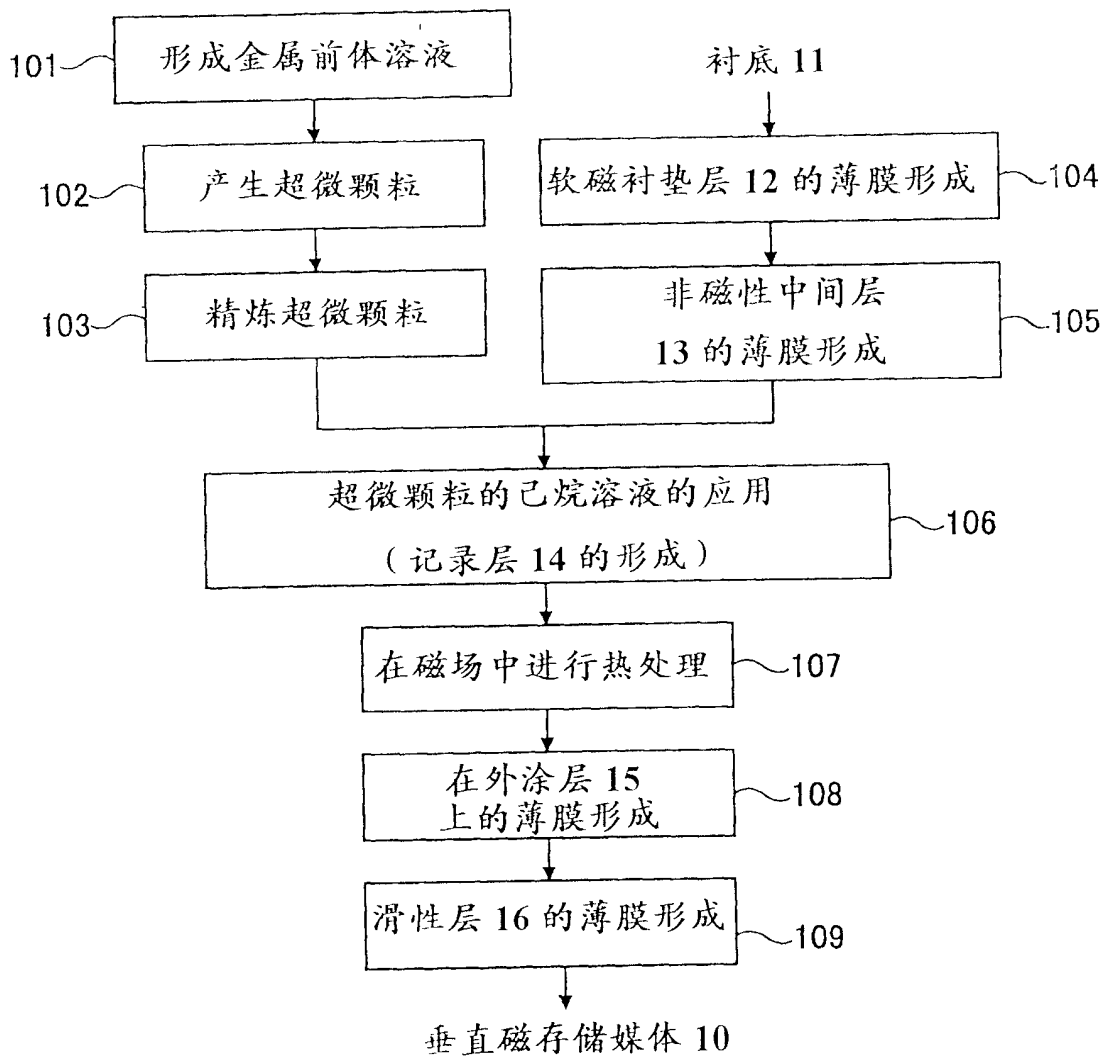 101
形成金属前体溶液
102
产生超微颗粒
103
精炼超微颗粒
衬底 11
软磁衬垫层 12 的薄膜形成
104
非磁性中间层
13 的薄膜形成
105
超微颗粒的己烷溶液的应用
（记录层 14 的形成）
106
在磁场中进行热处理
107
在外涂层 15
上的薄膜形成
108
滑性层 16 的薄膜形成
109
垂直磁存储媒体 10